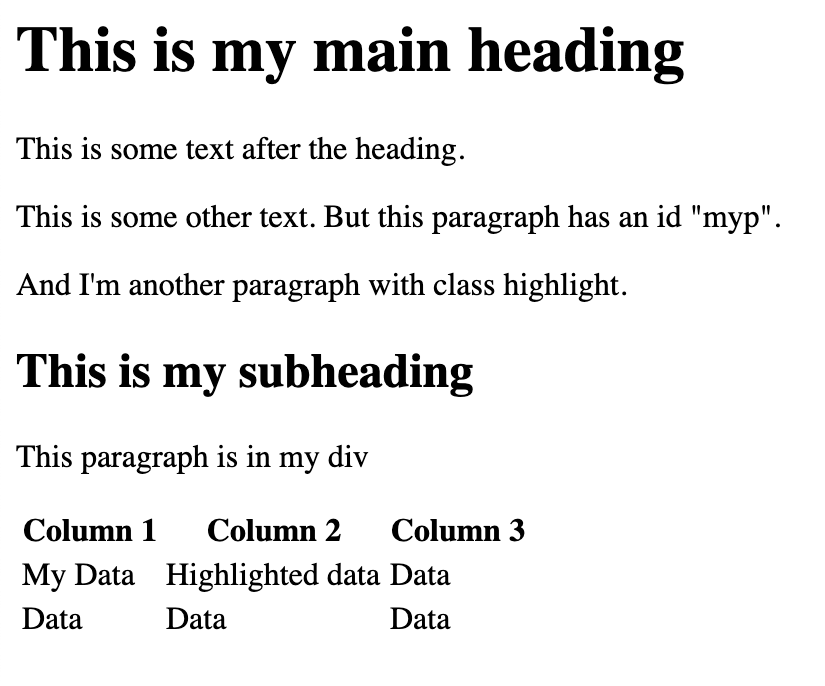 This is my main heading
This is some text after the heading.
This is some other text. But this paragraph has an id "myp".
And I'm another paragraph with class highlight.
This is my subheading
This paragraph is in my div
Column 1 Column 2 Column 3
My Data Highlighted data Data
Data Data Data